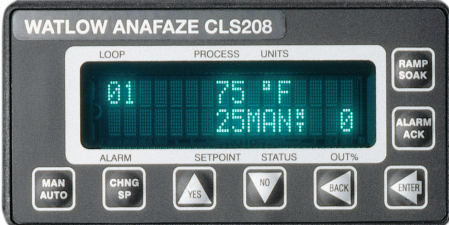 WATLOW ANAFAZE CLS208
LOOP PROCESS UNITS
01 75 °F
25MAN 0
ALARM SETPOINT STATUS OUT%
RAMP SOAK
ALARM ACK
MAN AUTO
CHNG SP
YES
NO
BACK
ENTER